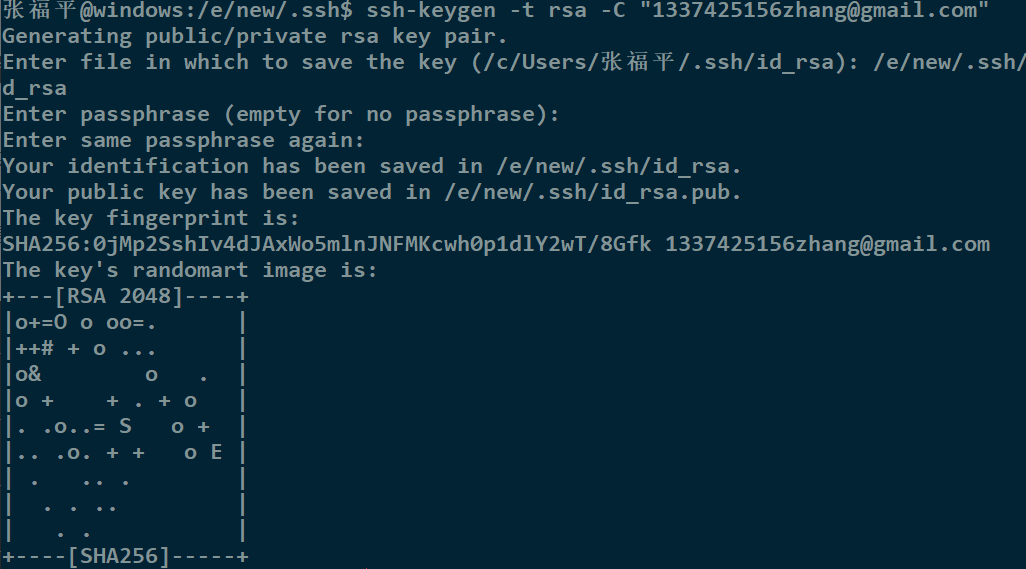 张福平@windows:/e/new/.ssh$ ssh-keygen -t rsa -C "1337425156zhang@gmail.com"
Generating public/private rsa key pair.
Enter file in which to save the key (/c/Users/张福平/.ssh/id_rsa): /e/new/.ssh/
d_rsa
Enter passphrase (empty for no passphrase):
Enter same passphrase again:
Your identification has been saved in /e/new/.ssh/id_rsa.
Your public key has been saved in /e/new/.ssh/id_rsa.pub.
The key fingerprint is:
SHA256:0jMp2SshIv4dJAxWo5mlnJNFMKcwh0p1dlY2wT/8Gfk 1337425156zhang@gmail.com
The key's randomart image is:
+---[RSA 2048]----+
|o+=O o oo=.      |
|++# + o ...      |
|o&        o   .  |
|o +    + . + o   |
|. .o..= S   o +  |
|.. .o. + +   o E |
| .   .. .        |
|  . . ..         |
|   . .           |
+----[SHA256]-----+